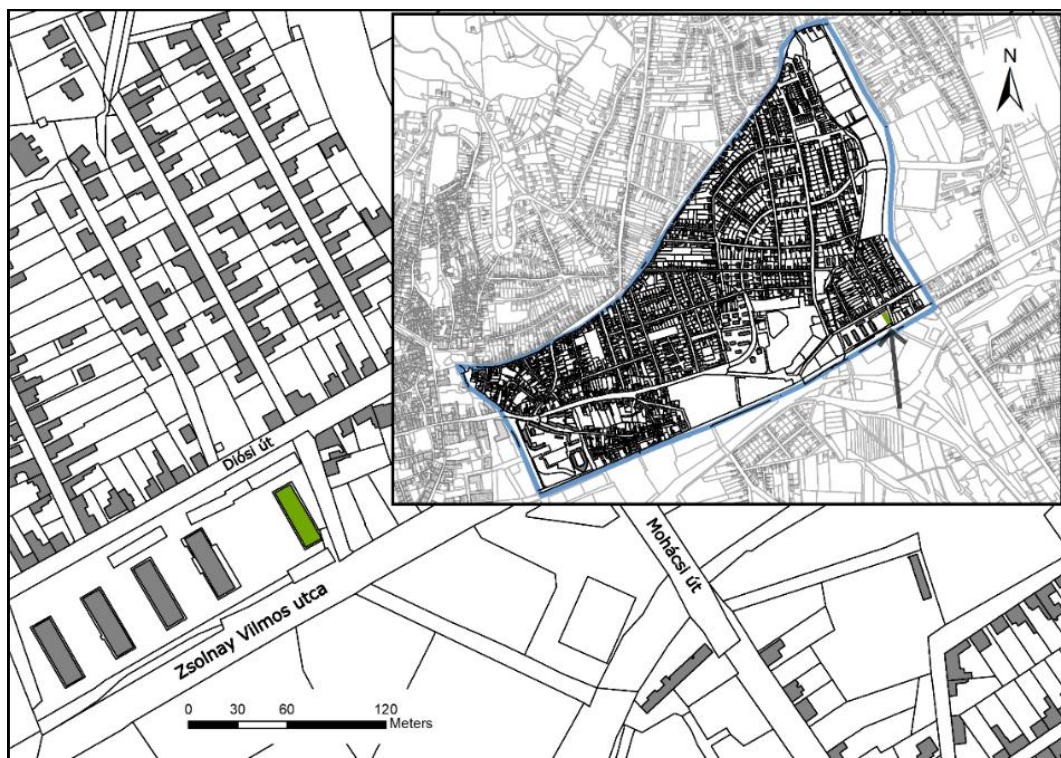 N
Diósi út
Zsolnay Vilmos utca
Mohácsi út
0 30 60 120
Meters